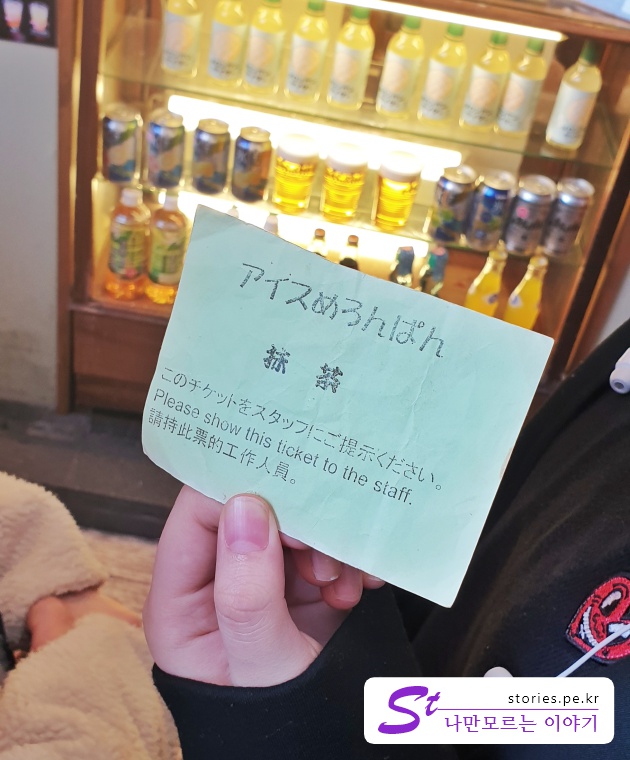 アイスめろんぱん
抹茶
このチケットをスタッフにご提示ください。
Please show this ticket to the staff.
請持此票的工作人員。
St
stories.pe.kr
나만모르는 이야기